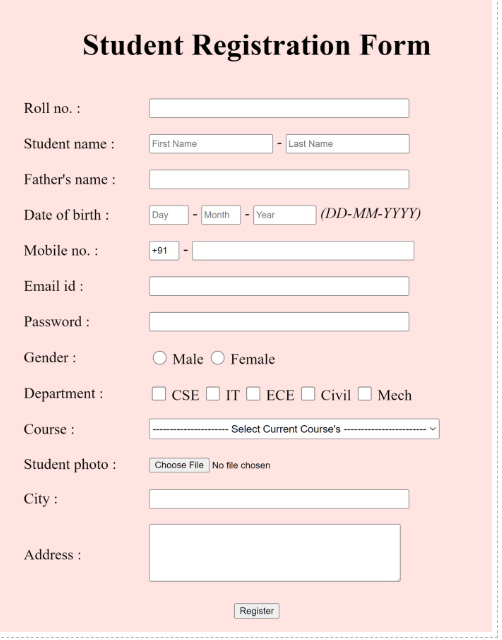 Student Registration Form
Roll no. :
Student name : First Name - Last Name
Father's name :
Date of birth : Day - Month - Year (DD-MM-YYYY)
Mobile no. : +91 -
Email id :
Password :
Gender : Male Female
Department : CSE IT ECE Civil Mech
Course : ---------------------- Select Current Course's ------------------------
Student photo : Choose File No file chosen
City :
Address :
Register